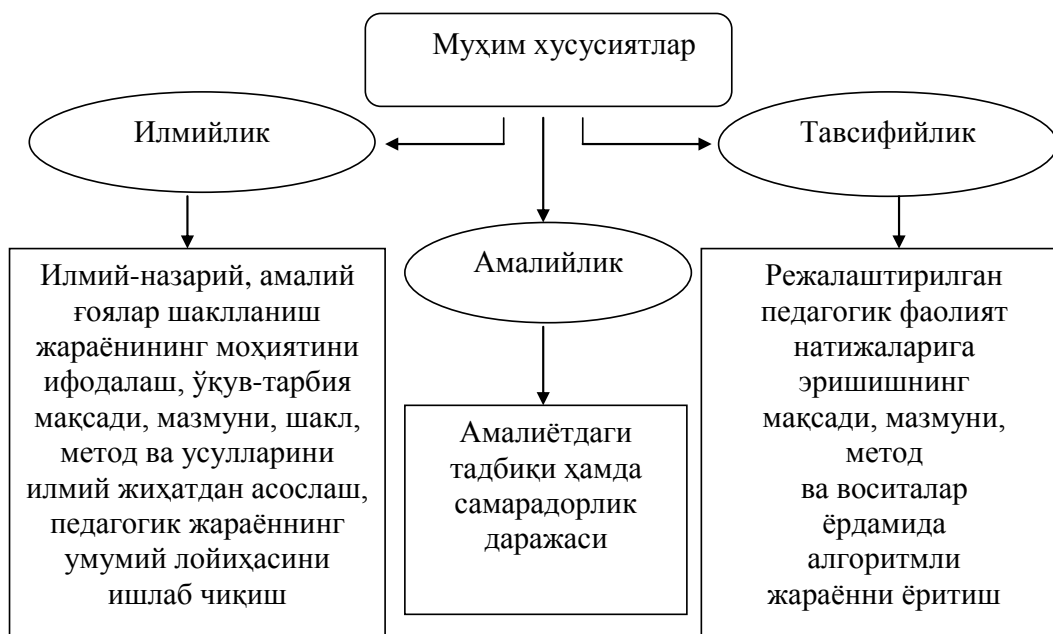 Муҳим хусусиятлар
Илмийлик
Тавсифийлик
Амалийлик
Илмий-назарий, амалий
ғоялар шаклланиш
жараёнининг моҳиятини
ифодалаш, ўқув-тарбия
мақсади, мазмуни, шакл,
метод ва усулларини
илмий жиҳатдан асослаш,
педагогик жараённинг
умумий лойиҳасини
ишлаб чиқиш
Амалиётдаги
тадбиқи ҳамда
самарадорлик
даражаси
Режалаштирилган
педагогик фаолият
натижаларига
эришишнинг
мақсади, мазмуни,
метод
ва воситалар
ёрдамида
алгоритмли
жараённи ёритиш